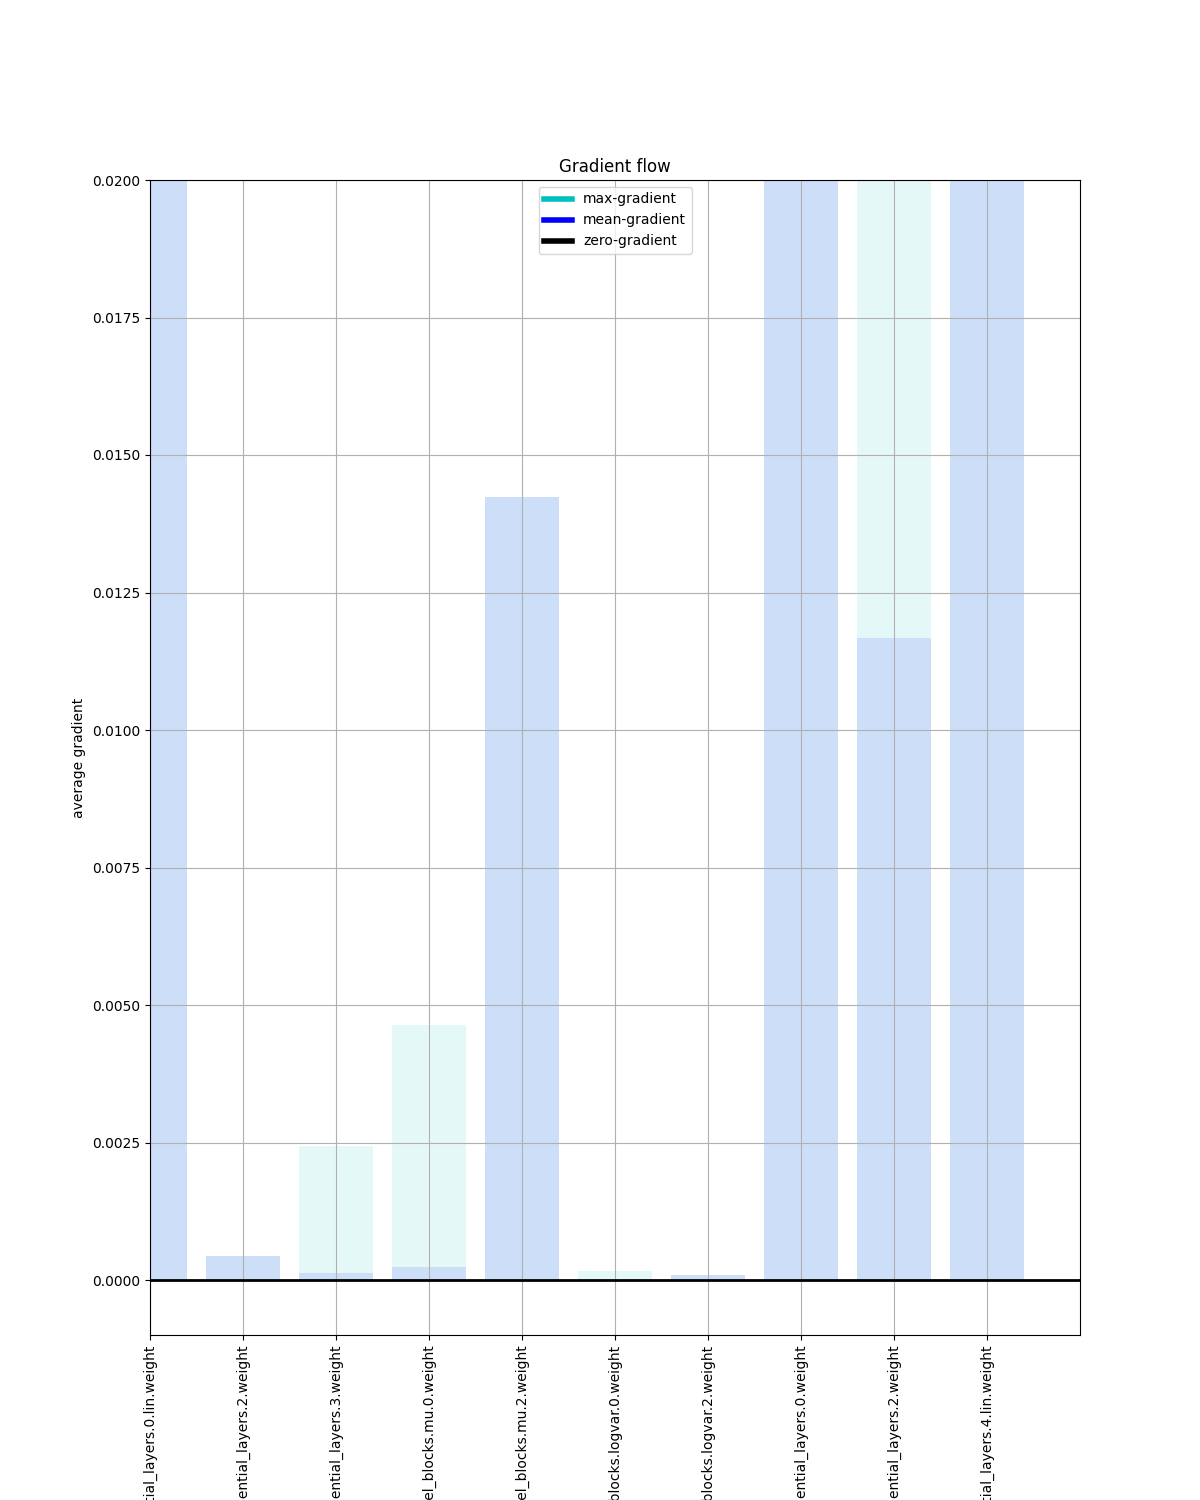 Gradient flow
max-gradient
mean-gradient
zero-gradient
0.0200
0.0175
0.0150
0.0125
0.0100
0.0075
0.0050
0.0025
0.0000
average gradient
tial_layers.0.lin.weight
ential_layers.2.weight
ential_layers.3.weight
el_blocks.mu.0.weight
el_blocks.mu.2.weight
blocks.logvar.0.weight
blocks.logvar.2.weight
ential_layers.0.weight
ential_layers.2.weight
tial_layers.4.lin.weight